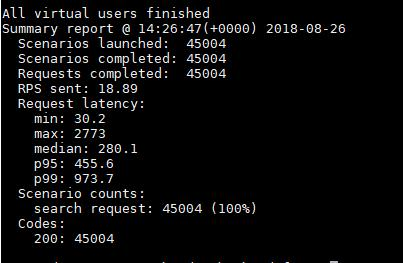 All virtual users finished
Summary report @ 14:26:47(+0000) 2018-08-26
Scenarios launched: 45004
Scenarios completed: 45004
Requests completed: 45004
RPS sent: 18.89
Request latency:
min: 30.2
max: 2773
median: 280.1
p95: 455.6
p99: 973.7
Scenario counts:
search request: 45004 (100%)
Codes:
200: 45004